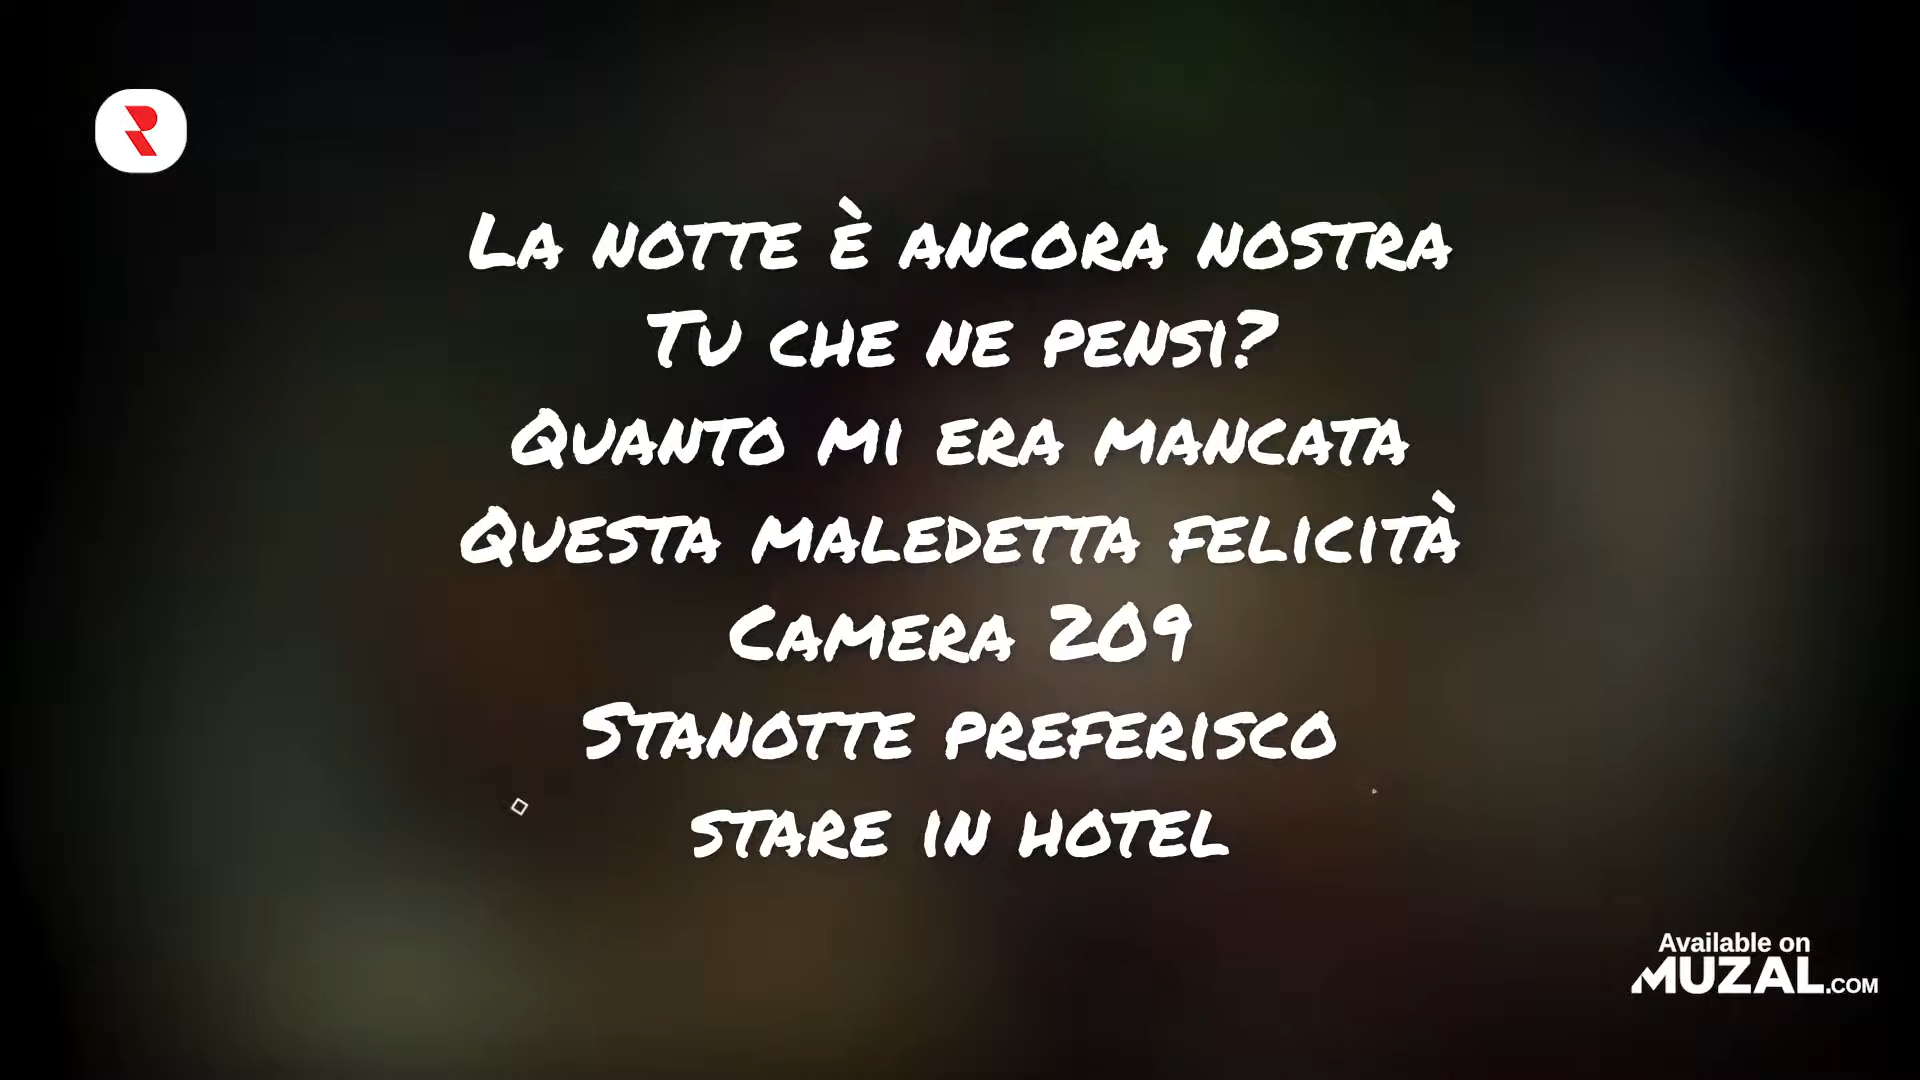 La notte è ancora nostra
Tu che ne pensi?
Quanto mi era mancata
Questa maledetta felicità
Camera 209
Stanotte preferisco
stare in hotel
Available on
MUZAL.COM